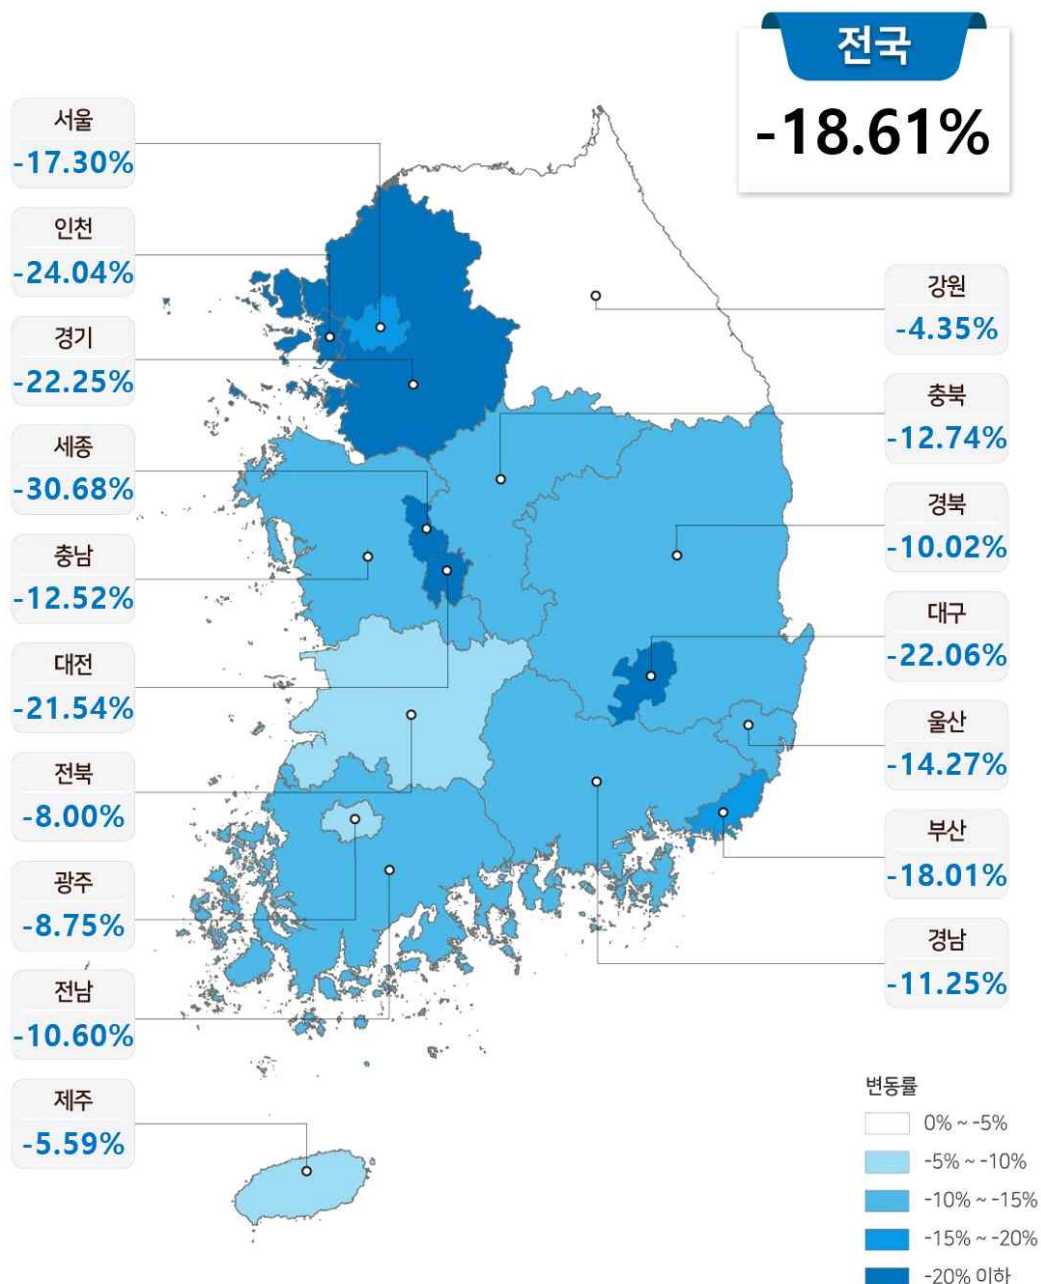 전국
-18.61%
서울
-17.30%
인천
-24.04%
경기
-22.25%
세종
-30.68%
충남
-12.52%
대전
-21.54%
전북
-8.00%
광주
-8.75%
전남
-10.60%
제주
-5.59%
강원
-4.35%
충북
-12.74%
경북
-10.02%
대구
-22.06%
울산
-14.27%
부산
-18.01%
경남
-11.25%
변동률
0% ~ -5%
-5% ~ -10%
-10% ~ -15%
-15% ~ -20%
-20% 이하